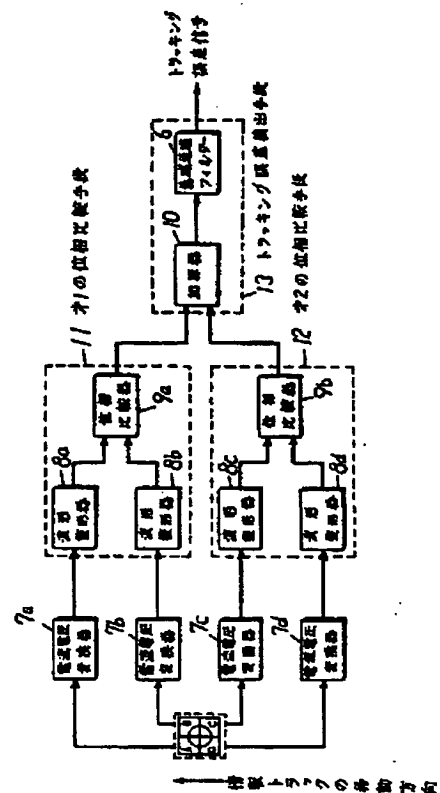 トラッキング
誤差信号
6
低域通過
フィルター
10
加算器
13 トラッキング誤差検出手段
11 才1の位相比較手段
12 才2の位相比較手段
位相
比較器
9a
位相
比較器
9b
8a
波形
整形器
8b
波形
整形器
8c
波形
整形器
8d
波形
整形器
7a
電流電圧
変換器
7b
電流電圧
変換器
7c
電流電圧
変換器
7d
電流電圧
変換器
情報トラックの移動方向